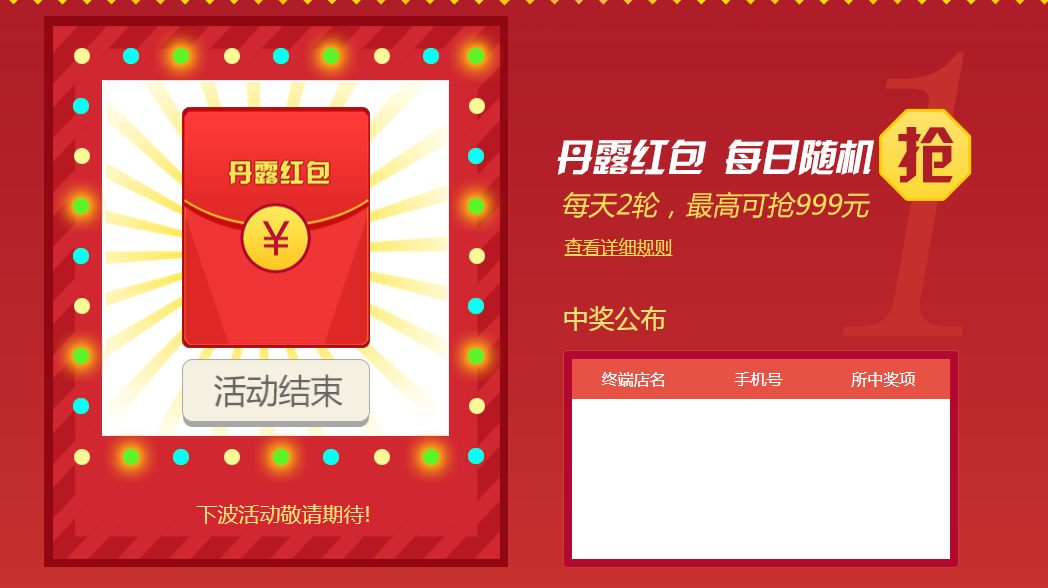 丹露红包
¥
活动结束
下波活动敬请期待!
1
丹露红包 每日随机 抢
每天2轮，最高可抢999元
查看详细规则
中奖公布
终端店名 手机号 所中奖项